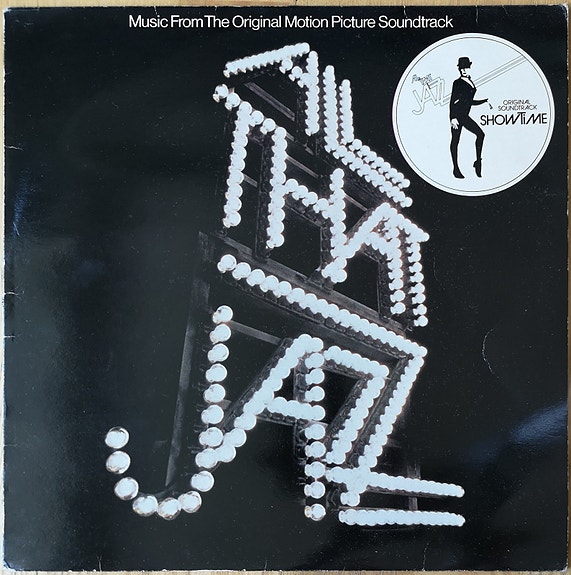 Music From The Original Motion Picture Soundtrack
ALL
THAT
JAZZ
JAZZ
ORIGINAL
SOUNDTRACK
SHOWTIME